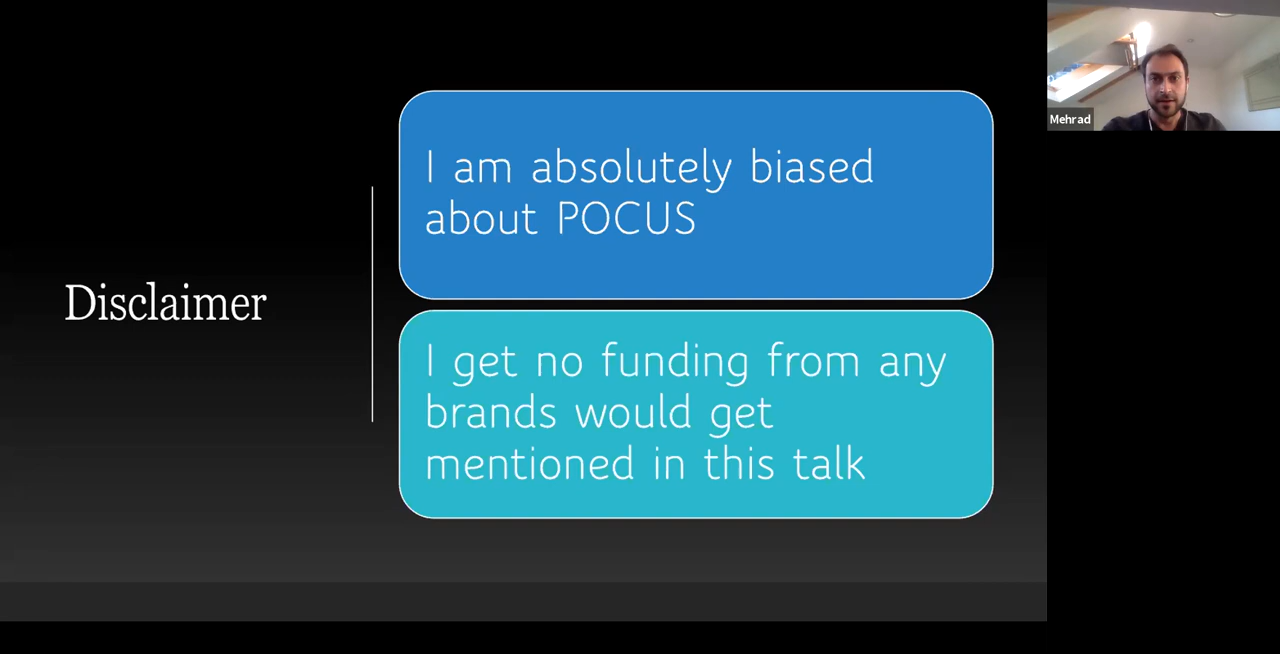 Disclaimer
I am absolutely biased
about POCUS
I get no funding from any
brands would get
mentioned in this talk
Mehrad